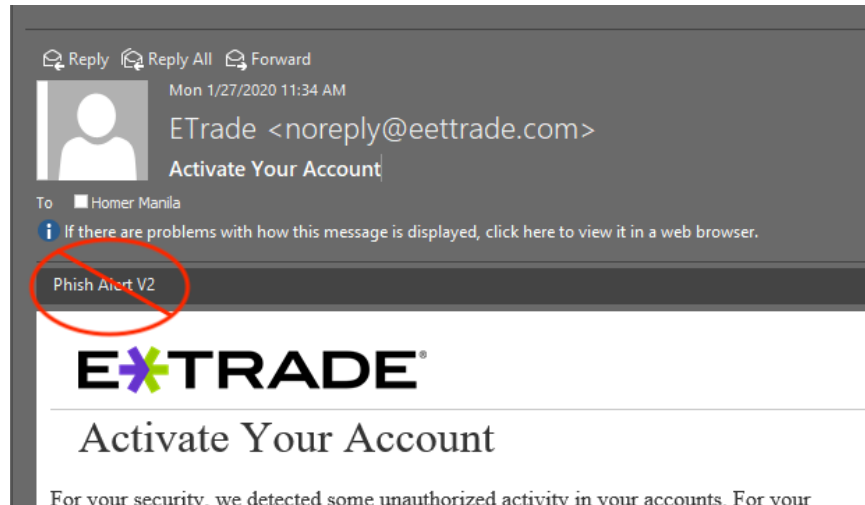 Reply Reply All Forward
Mon 1/27/2020 11:34 AM
ETrade <noreply@eettrade.com>
Activate Your Account
To Homer Manila
If there are problems with how this message is displayed, click here to view it in a web browser.
Phish Alert V2
E*TRADE®
Activate Your Account
For your security, we detected some unauthorized activity in your accounts. For your